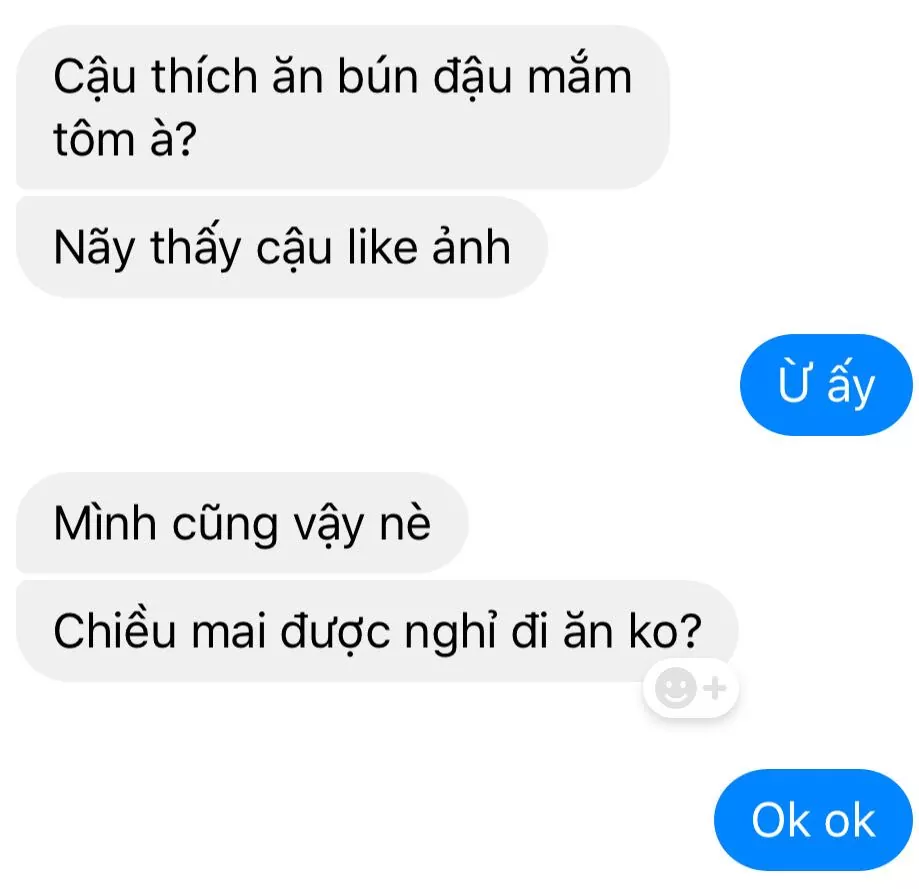 Cậu thích ăn bún đậu mắm
tôm à?
Nãy thấy cậu like ảnh
Ừ ấy
Mình cũng vậy nè
Chiều mai được nghỉ đi ăn ko?
Ok ok